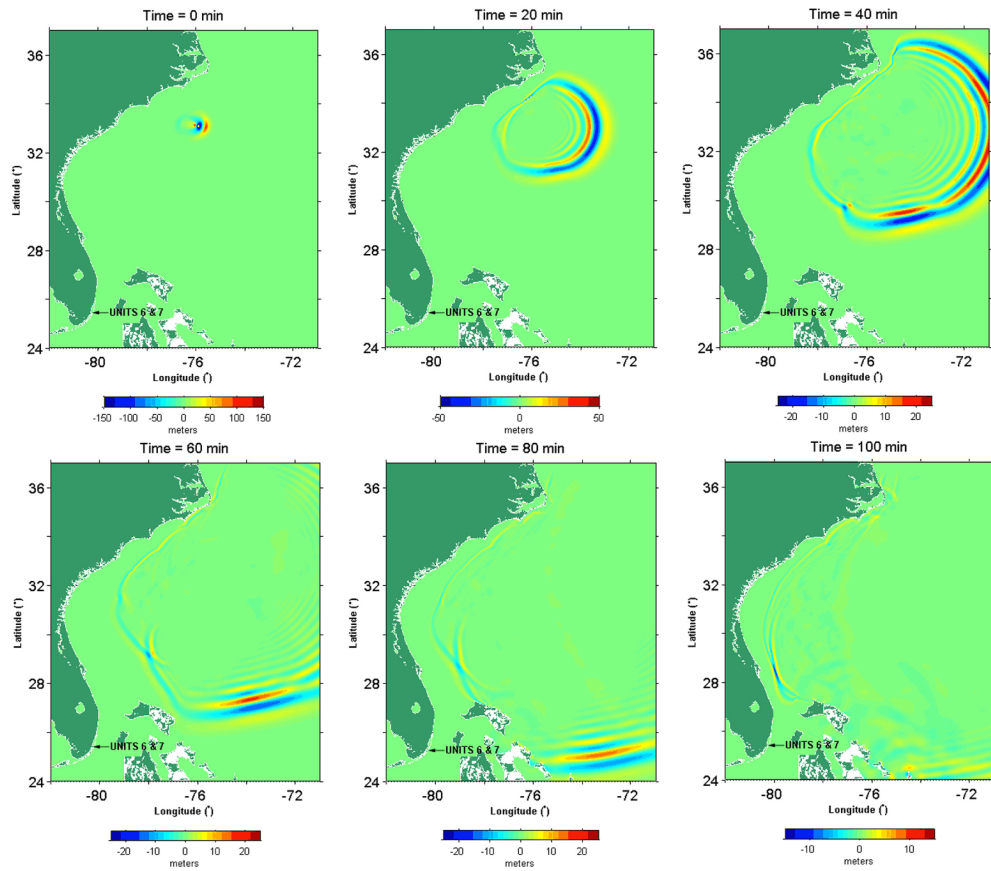 Time = 0 min
36
32
28
24
Latitude (°)
UNITS 6 & 7
-80
-76
-72
Longitude (°)
-150 -100 -50 0 50 100 150
meters
Time = 20 min
36
32
28
24
Latitude (°)
UNITS 6 & 7
-80
-76
-72
Longitude (°)
-50 0 50
meters
Time = 40 min
36
32
28
24
Latitude (°)
UNITS 6 & 7
-80
-76
-72
Longitude (°)
-20 -10 0 10 20
meters
Time = 60 min
36
32
28
24
Latitude (°)
UNITS 6 & 7
-80
-76
-72
Longitude (°)
-20 -10 0 10 20
meters
Time = 80 min
36
32
28
24
Latitude (°)
UNITS 6 & 7
-80
-76
-72
Longitude (°)
-20 -10 0 10 20
meters
Time = 100 min
36
32
28
24
Latitude (°)
UNITS 6 & 7
-80
-76
-72
Longitude (°)
-10 0 10
meters